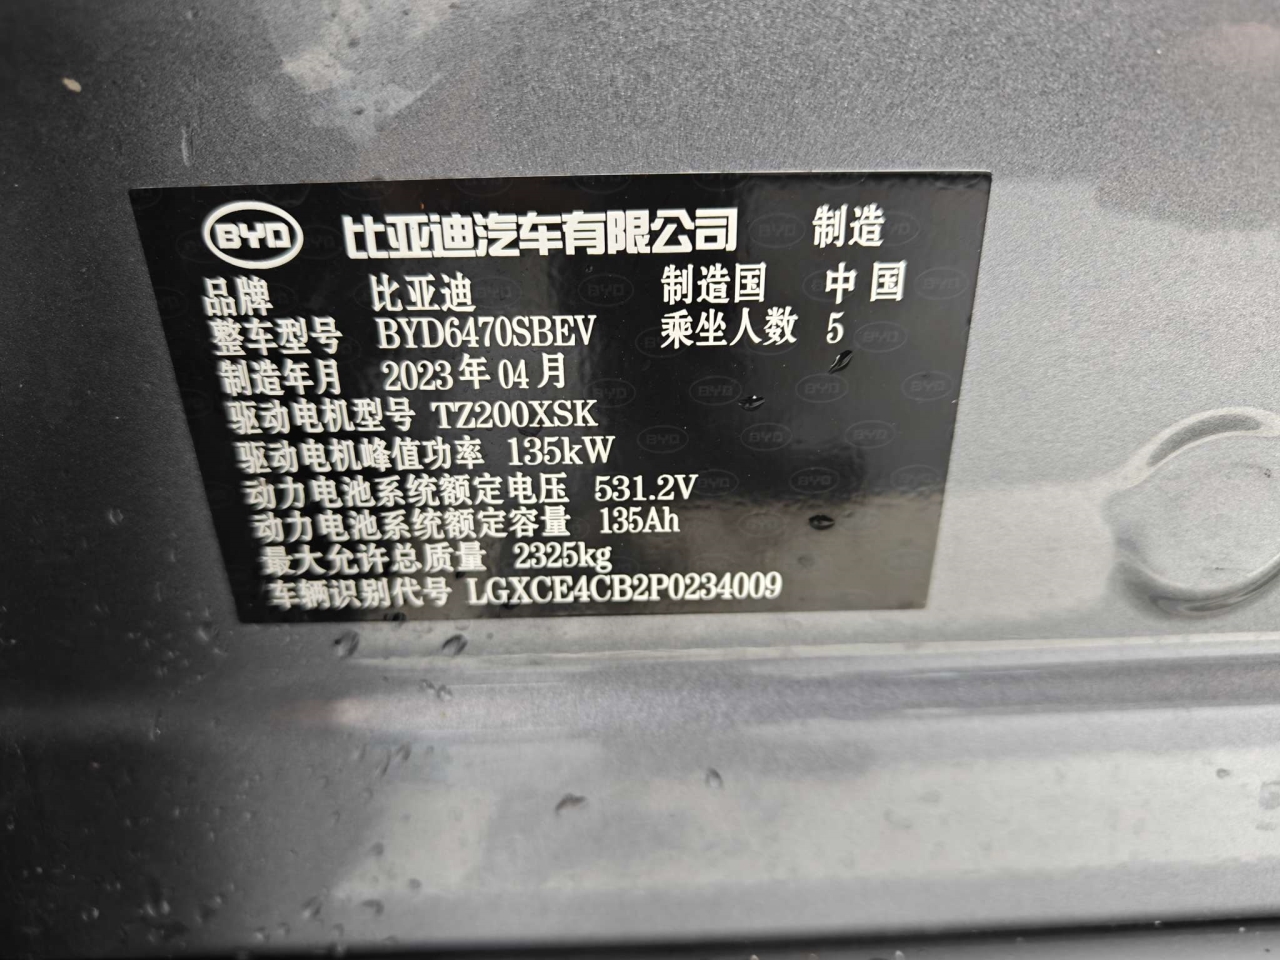 BYD 比亚迪汽车有限公司 制造
品牌 比亚迪 制造国 中国
整车型号 BYD6470SBEV 乘坐人数 5
制造年月 2023年04月
驱动电机型号 TZ200XSK
驱动电机峰值功率 135kW
动力电池系统额定电压 531.2V
动力电池系统额定容量 135Ah
最大允许总质量 2325kg
车辆识别代号 LGXCE4CB2P0234009